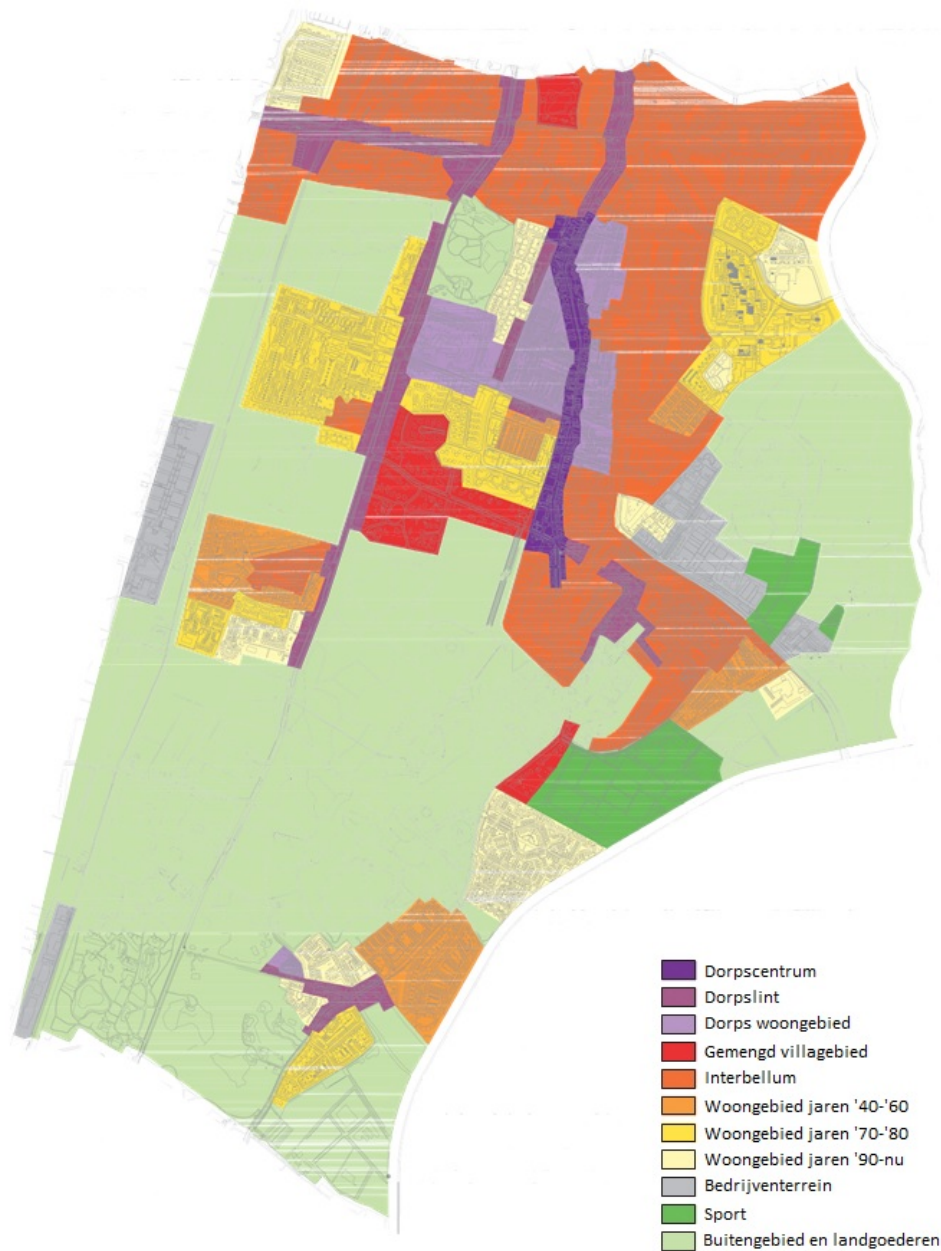 Dorpscentrum
Dorpslint
Dorps woongebied
Gemengd villagebied
Interbellum
Woongebied jaren '40-'60
Woongebied jaren '70-'80
Woongebied jaren '90-nu
Bedrijventerrein
Sport
Buitengebied en landgoederen